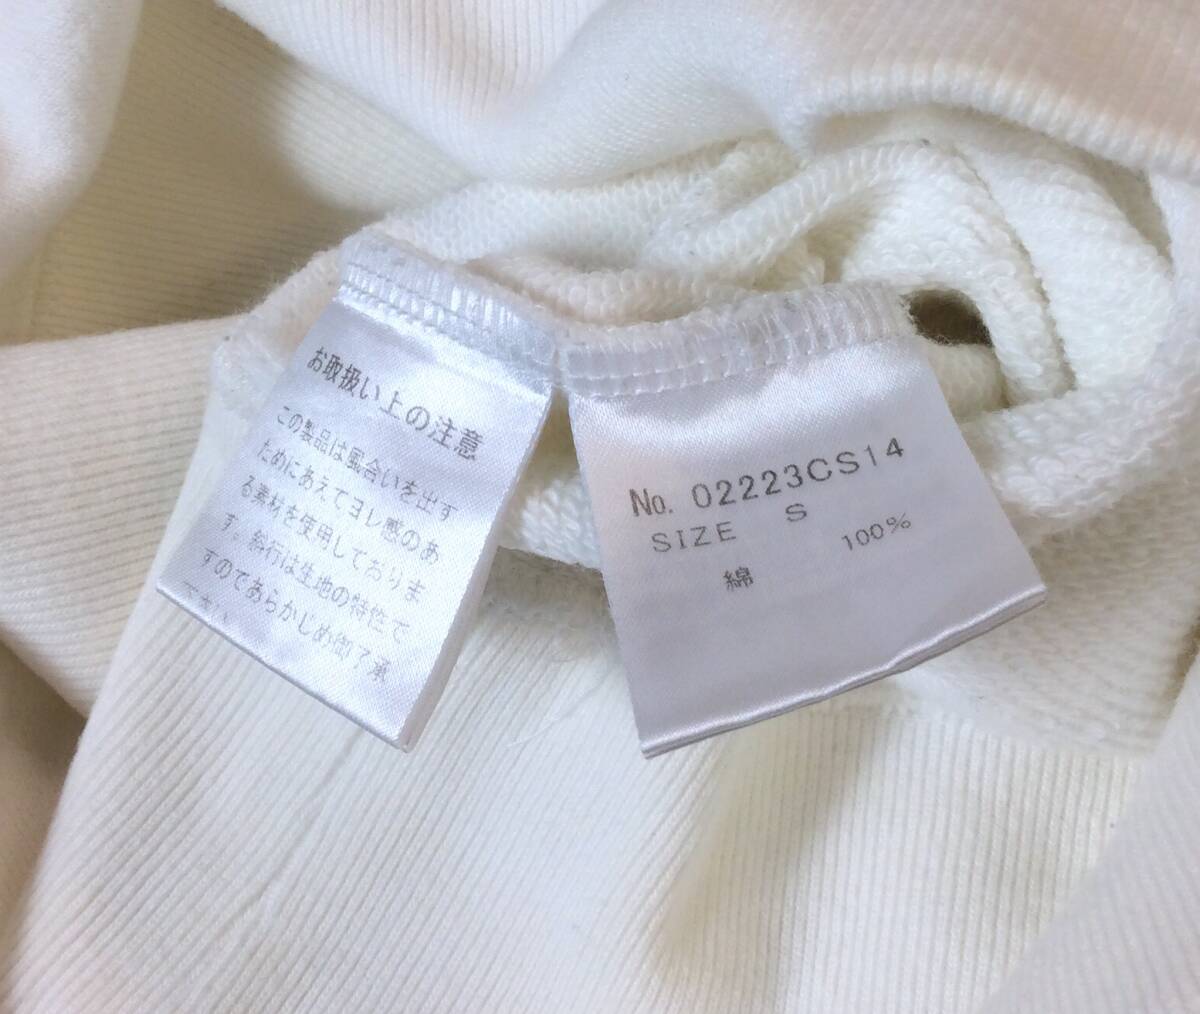 お取扱い上の注意
この製品は風合いを出す
ためにあえてヨレ感のあ
る素材を使用しておりま
す。斜行は生地の特性で
すのであらかじめ御了承
下さい。
No. 02223CS14
SIZE S
綿 100%